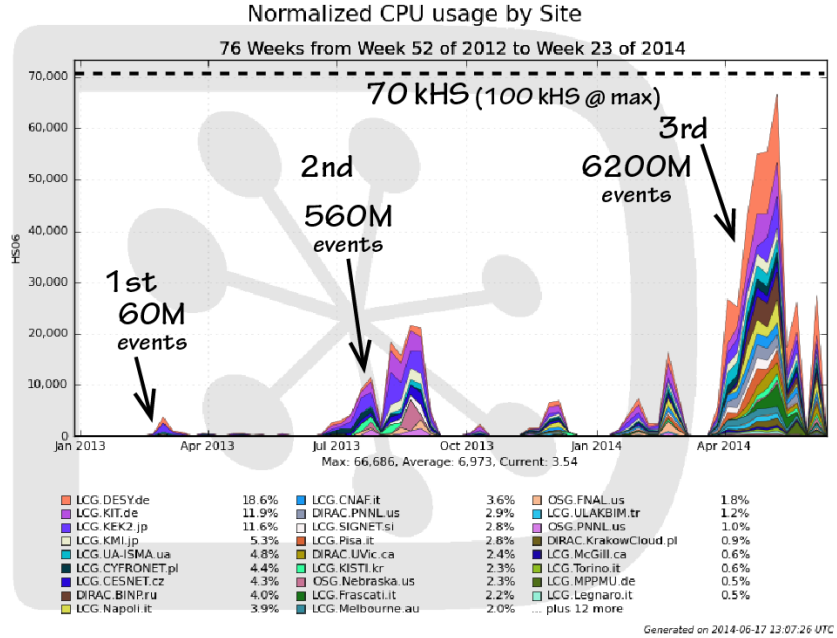 Normalized CPU usage by Site
76 Weeks from Week 52 of 2012 to Week 23 of 2014
70,000
60,000
50,000
40,000
30,000
20,000
10,000
0
HS06
70 kHS (100 kHS @ max)
3rd
6200M
events
2nd
560M
events
1st
60M
events
Jan 2013 Apr 2013 Jul 2013 Oct 2013 Jan 2014 Apr 2014
Max: 66,686, Average: 6,973, Current: 3.54
LCG.DESY.de 18.6% LCG.CNAF.it 3.6% OSG.FNAL.us 1.8%
LCG.KIT.de 11.9% DIRAC.PNNL.us 2.9% LCG.ULAKBIM.tr 1.2%
LCG.KEK2.jp 11.6% LCG.SIGNET.si 2.8% OSG.PNNL.us 1.0%
LCG.KMI.jp 5.3% LCG.Pisa.it 2.8% DIRAC.KrakowCloud.pl 0.9%
LCG.UA-ISMA.ua 4.8% DIRAC.UVic.ca 2.4% LCG.McGill.ca 0.6%
LCG.CYFRONET.pl 4.4% LCG.KISTI.kr 2.3% LCG.Torino.it 0.6%
LCG.CESNET.cz 4.3% OSG.Nebraska.us 2.3% LCG.MPPMU.de 0.5%
DIRAC.BINP.ru 4.0% LCG.Frascati.it 2.2% LCG.Legnaro.it 0.5%
LCG.Napoli.it 3.9% LCG.Melbourne.au 2.0% ... plus 12 more
Generated on 2014-06-17 13:07:26 UTC